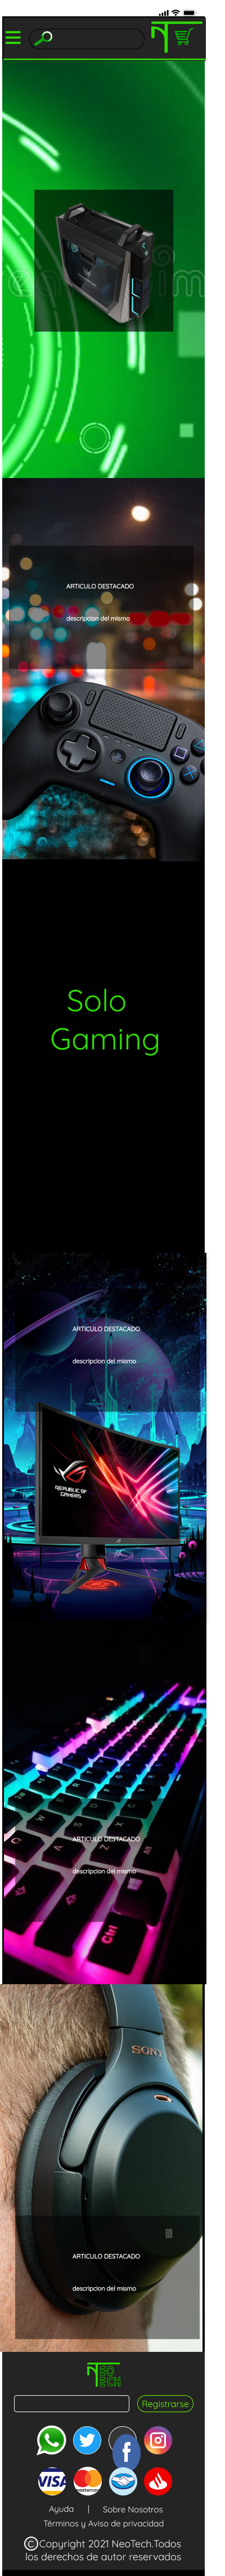 ARTICULO DESTACADO
descripcion del mismo
Solo
Gaming
ARTICULO DESTACADO
descripcion del mismo
REPUBLIC OF
GAMERS
ARTICULO DESTACADO
descripcion del mismo
Ctrl
SONY
ARTICULO DESTACADO
descripcion del mismo
NEO
TECH
Registrarse
VISA
mastercard
Ayuda | Sobre Nosotros
Términos y Aviso de privacidad
© Copyright 2021 NeoTech.Todos
los derechos de autor reservados